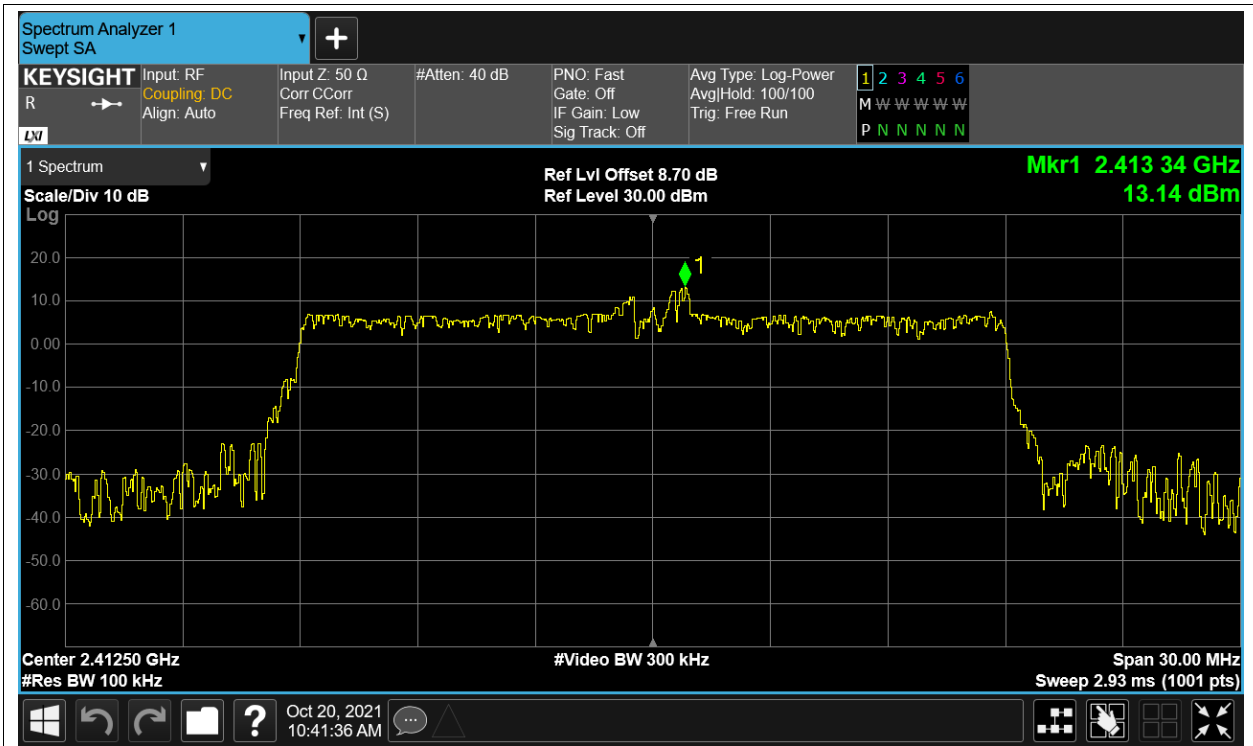 Spectrum Analyzer 1
Swept SA
+
KEYSIGHT
R
LXI
Input: RF
Coupling: DC
Align: Auto
Input Z: 50 Ω
Corr CCorr
Freq Ref: Int (S)
#Atten: 40 dB
PNO: Fast
Gate: Off
IF Gain: Low
Sig Track: Off
Avg Type: Log-Power
Avg|Hold: 100/100
Trig: Free Run
1 2 3 4 5 6
M W W W W W W
P N N N N N N
1 Spectrum
Scale/Div 10 dB
Ref Lvl Offset 8.70 dB
Ref Level 30.00 dBm
Mkr1 2.413 34 GHz
13.14 dBm
Log
1
20.0
10.0
0.00
-10.0
-20.0
-30.0
-40.0
-50.0
-60.0
Center 2.41250 GHz
#Res BW 100 kHz
#Video BW 300 kHz
Span 30.00 MHz
Sweep 2.93 ms (1001 pts)
?
Oct 20, 2021
10:41:36 AM